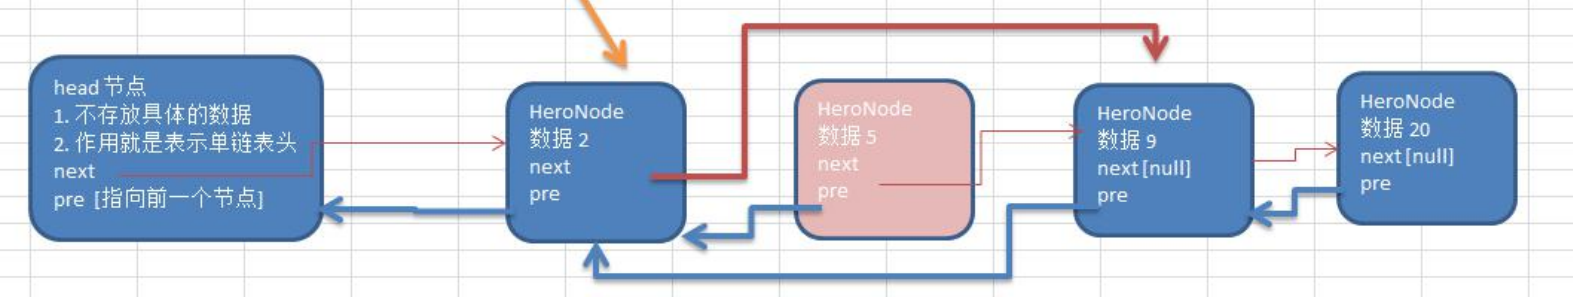 head 节点
1. 不存放具体的数据
2. 作用就是表示单链表头
next
pre [指向前一个节点]
HeroNode
数据 2
next
pre
HeroNode
数据 5
next
pre
HeroNode
数据 9
next [null]
pre
HeroNode
数据 20
next [null]
pre